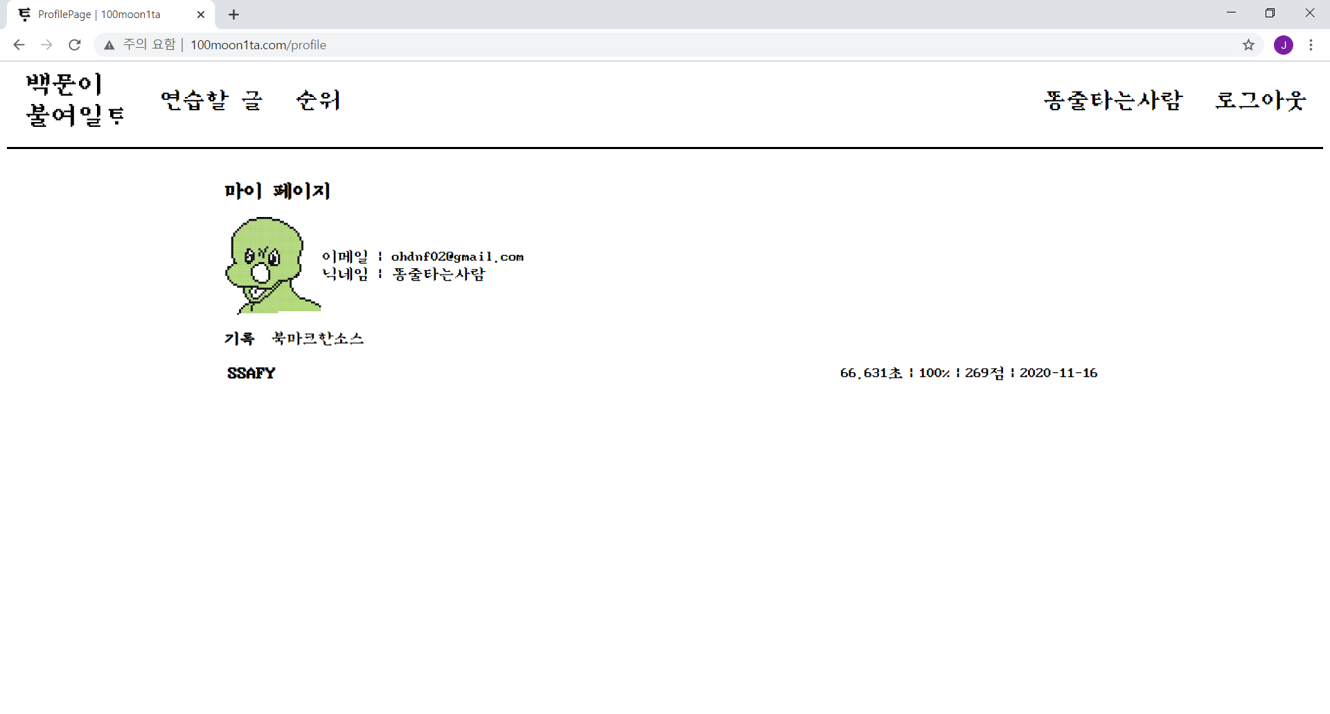 ProfilePage | 100moon1ta
주의 요함 | 100moon1ta.com/profile
J
백문이
불여일ᄐᆞ
연습할 글 순위 똥줄타는사람 로그아웃
마이 페이지
이메일 | ohdnf02@gmail.com
닉네임 | 똥줄타는사람
기록 북마크한소스
SSAFY 66.631초 | 100% | 269점 | 2020-11-16